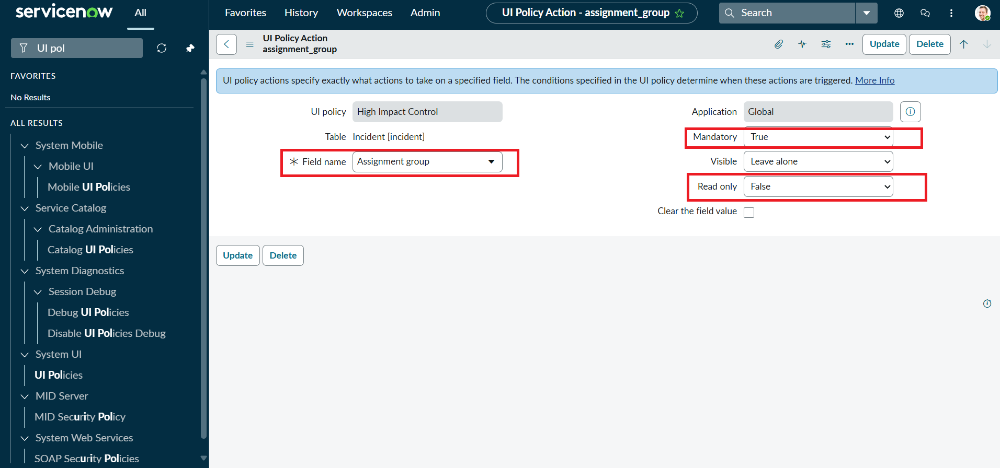 servicenow
All
Favorites
History
Workspaces
Admin
UI Policy Action - assignment_group
Search
UI pol
FAVORITES
No Results
ALL RESULTS
System Mobile
Mobile UI
Mobile UI Policies
Service Catalog
Catalog Administration
Catalog UI Policies
System Diagnostics
Session Debug
Debug UI Policies
Disable UI Policies Debug
System UI
UI Policies
MID Server
MID Security Policy
System Web Services
SOAP Security Policies
UI Policy Action
assignment_group
Update
Delete
UI policy actions specify exactly what actions to take on a specified field. The conditions specified in the UI policy determine when these actions are triggered. More Info
UI policy High Impact Control
Table Incident [incident]
Field name Assignment group
Application Global
Mandatory True
Visible Leave alone
Read only False
Clear the field value
Update
Delete